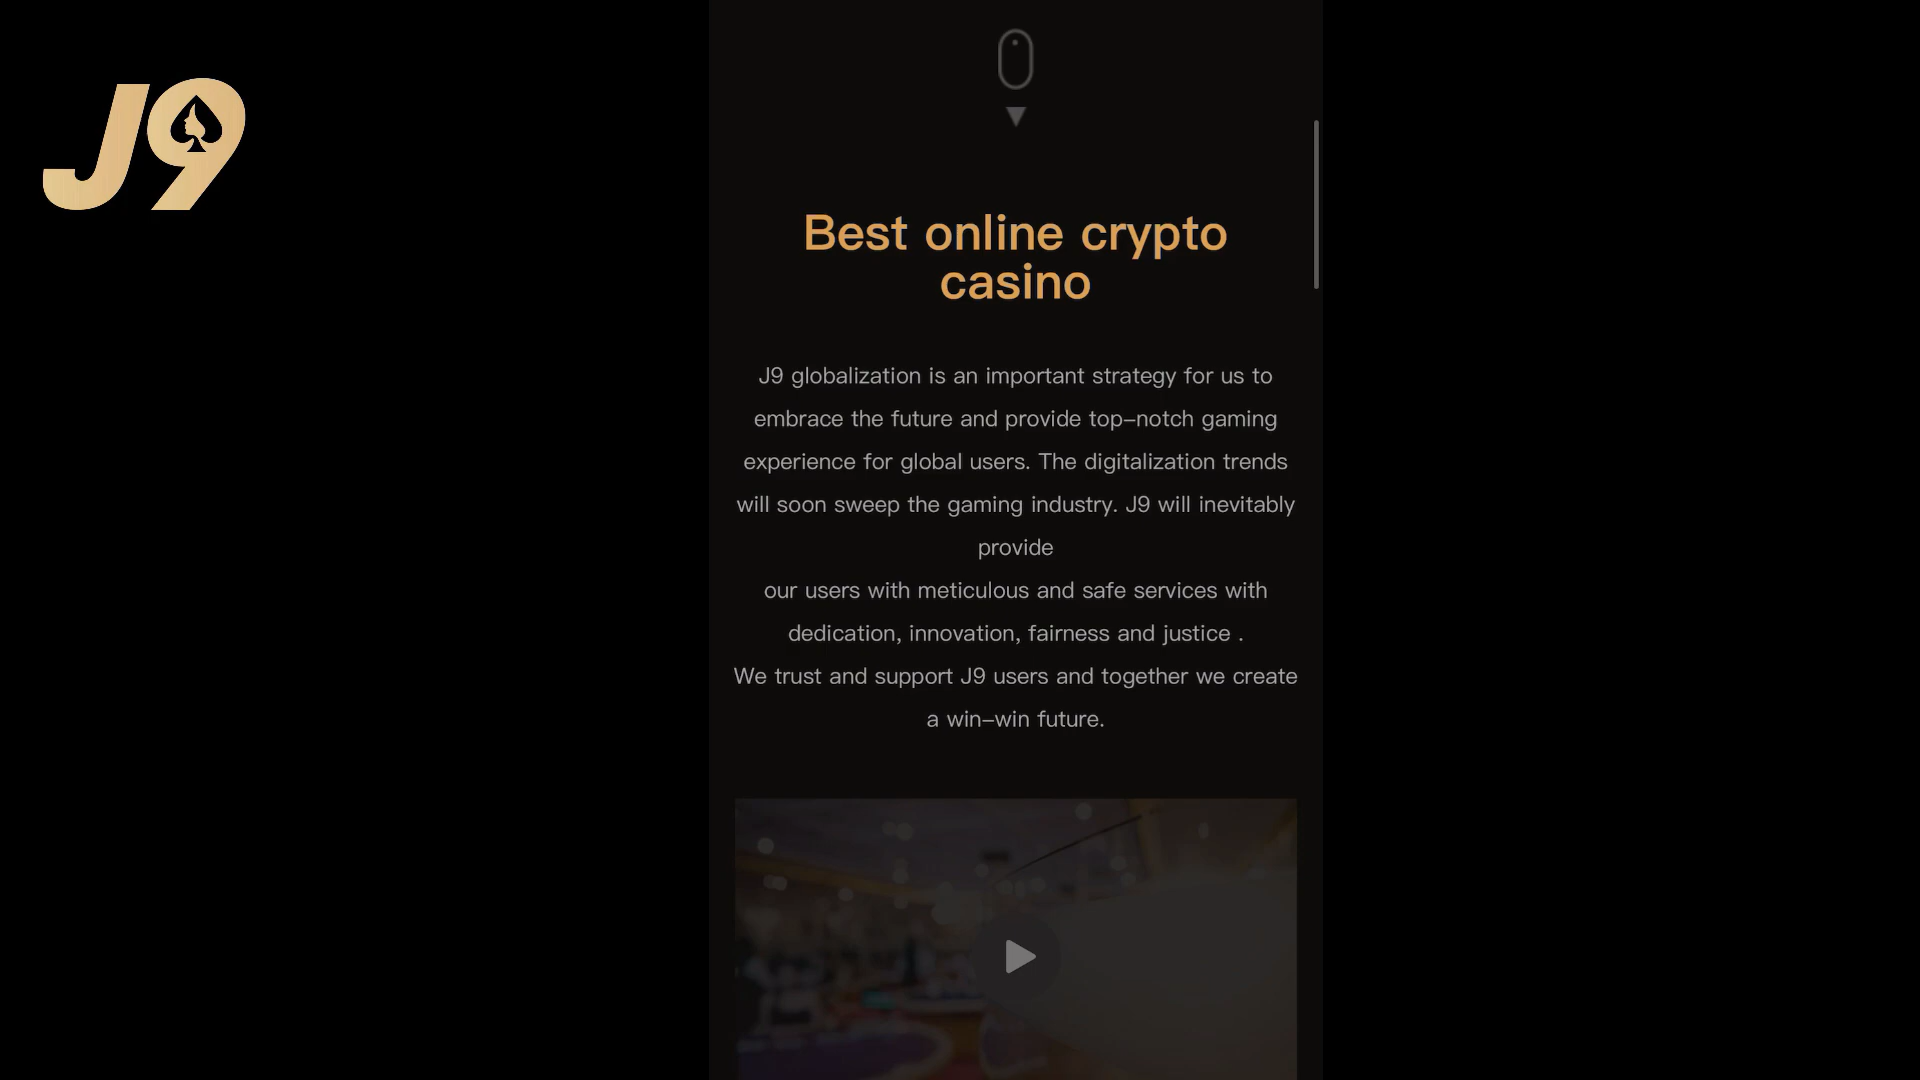 J9
Best online crypto
casino
J9 globalization is an important strategy for us to
embrace the future and provide top–notch gaming
experience for global users. The digitalization trends
will soon sweep the gaming industry. J9 will inevitably
provide
our users with meticulous and safe services with
dedication, innovation, fairness and justice .
We trust and support J9 users and together we create
a win–win future.